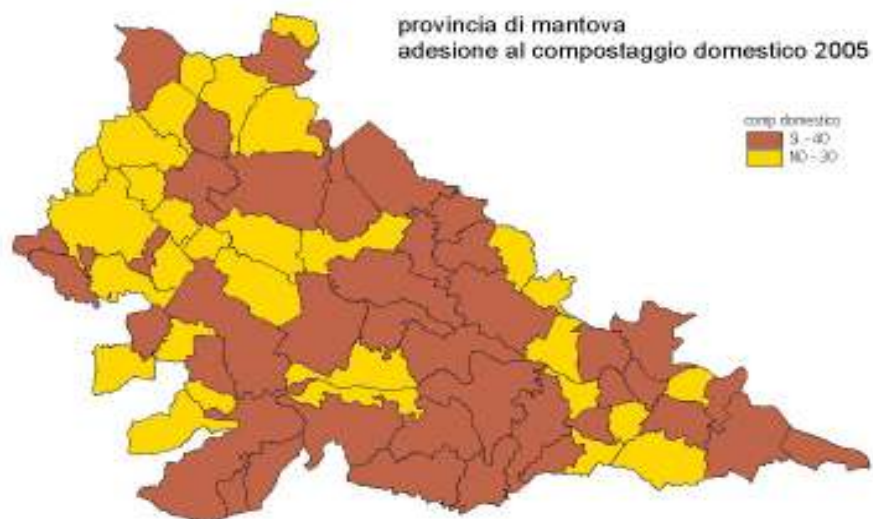 provincia di mantova
adesione al compostaggio domestico 2005
comp domestico
SI - 40
NO - 30